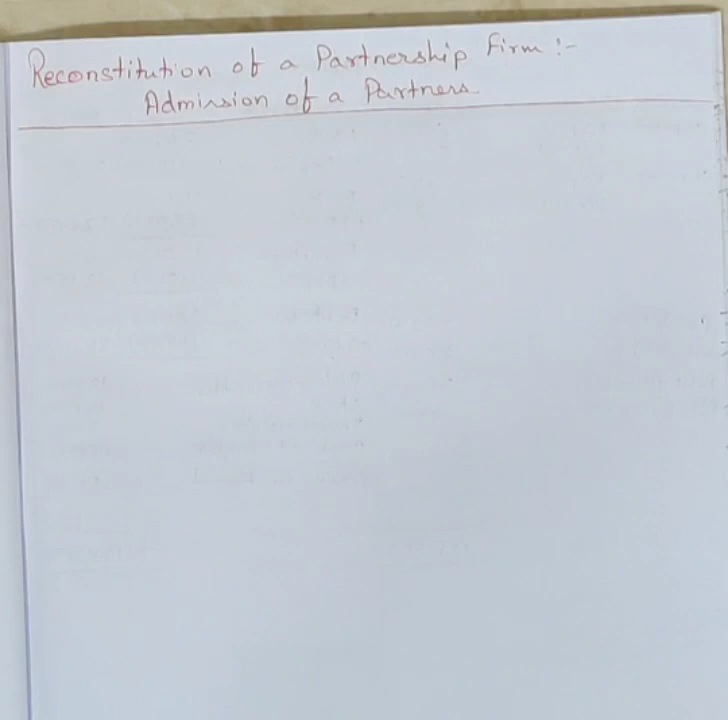 Reconstitution of a Partnership Firm :-
Admission of a Partners